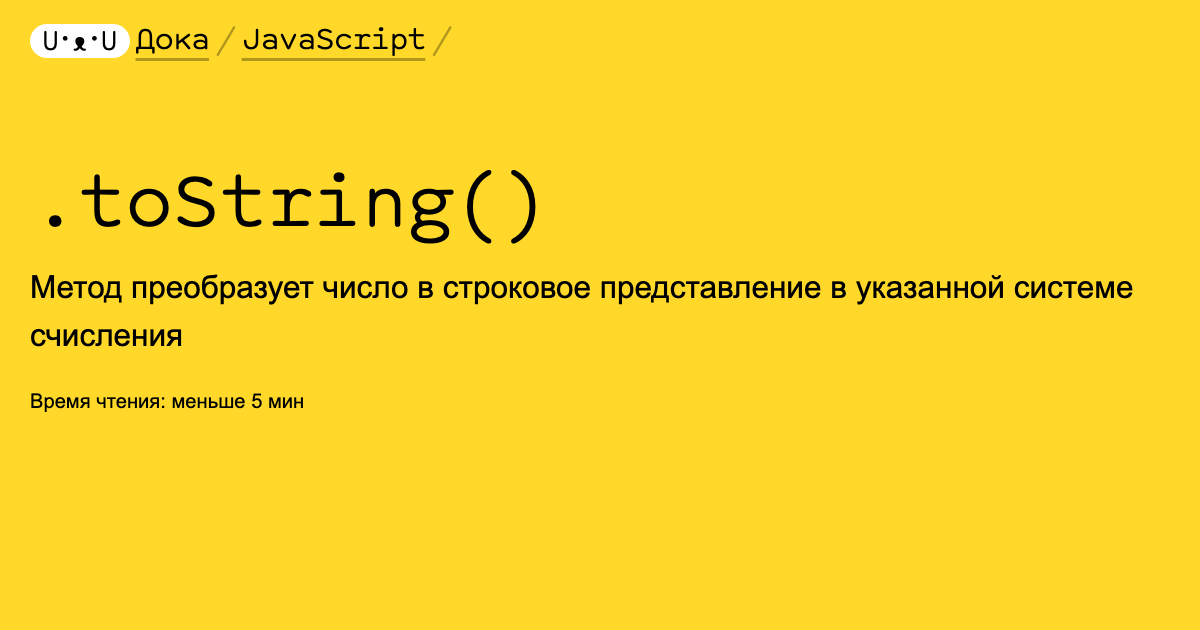 U·ᴥ·U Дока / JavaScript /
.toString()
Метод преобразует число в строковое представление в указанной системе
счисления
Время чтения: меньше 5 мин